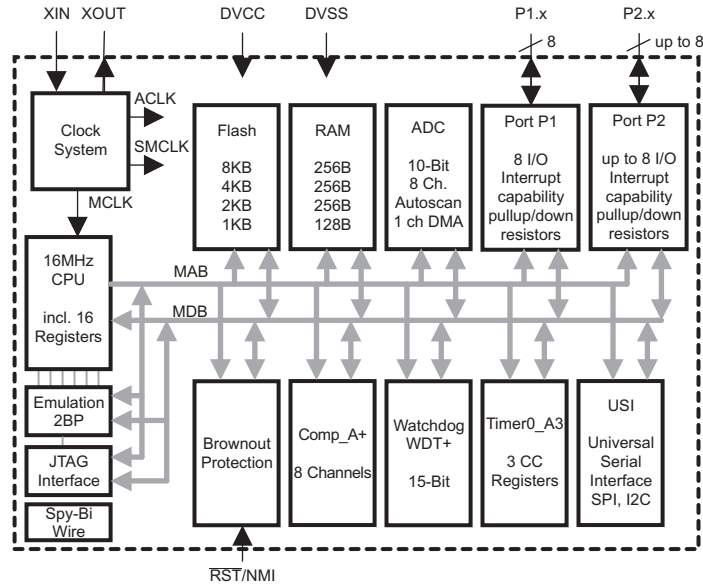 XIN XOUT DVCC DVSS P1.x P2.x
8 up to 8
Clock
System
ACLK
SMCLK
MCLK
Flash
8KB
4KB
2KB
1KB
RAM
256B
256B
256B
128B
ADC
10-Bit
8 Ch.
Autoscan
1 ch DMA
Port P1
8 I/O
Interrupt
capability
pullup/down
resistors
Port P2
up to 8 I/O
Interrupt
capability
pullup/down
resistors
16MHz
CPU
incl. 16
Registers
MAB
MDB
Emulation
2BP
JTAG
Interface
Spy-Bi
Wire
Brownout
Protection
Comp_A+
8 Channels
Watchdog
WDT+
15-Bit
Timer0_A3
3 CC
Registers
USI
Universal
Serial
Interface
SPI, I2C
RST/NMI